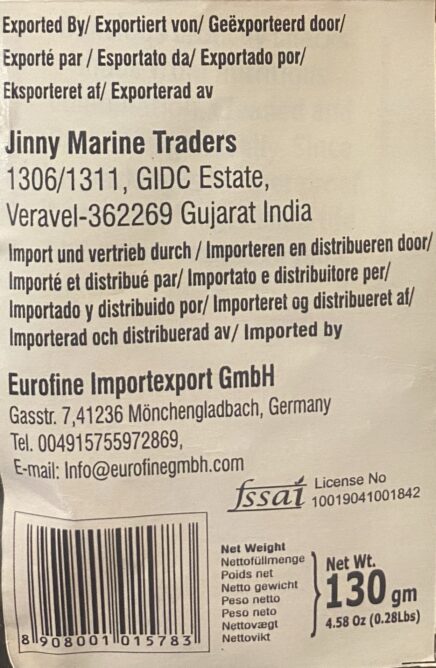 Exported By/ Exportiert von/ Geëxporteerd door/
Exporté par / Esportato da/ Exportado por/
Eksporteret af/ Exporterad av
Jinny Marine Traders
1306/1311, GIDC Estate,
Veravel-362269 Gujarat India
Import und vertrieb durch / Importeren en distribueren door/
Importé et distribué par/ Importato e distribuitore per/
Importado y distribuido por/ Importeret og distribueret af/
Importerad och distribuerad av/ Imported by
Eurofine Importexport GmbH
Gasstr. 7,41236 Mönchengladbach, Germany
Tel. 004915755972869,
E-mail: Info@eurofinegmbh.com
fssai License No
10019041001842
8 908001 015783
Net Weight
Nettofüllmenge
Poids net
Netto gewicht
Peso netto
Peso neto
Nettovægt
Nettovikt
Net Wt.
130 gm
4.58 Oz (0.28Lbs)